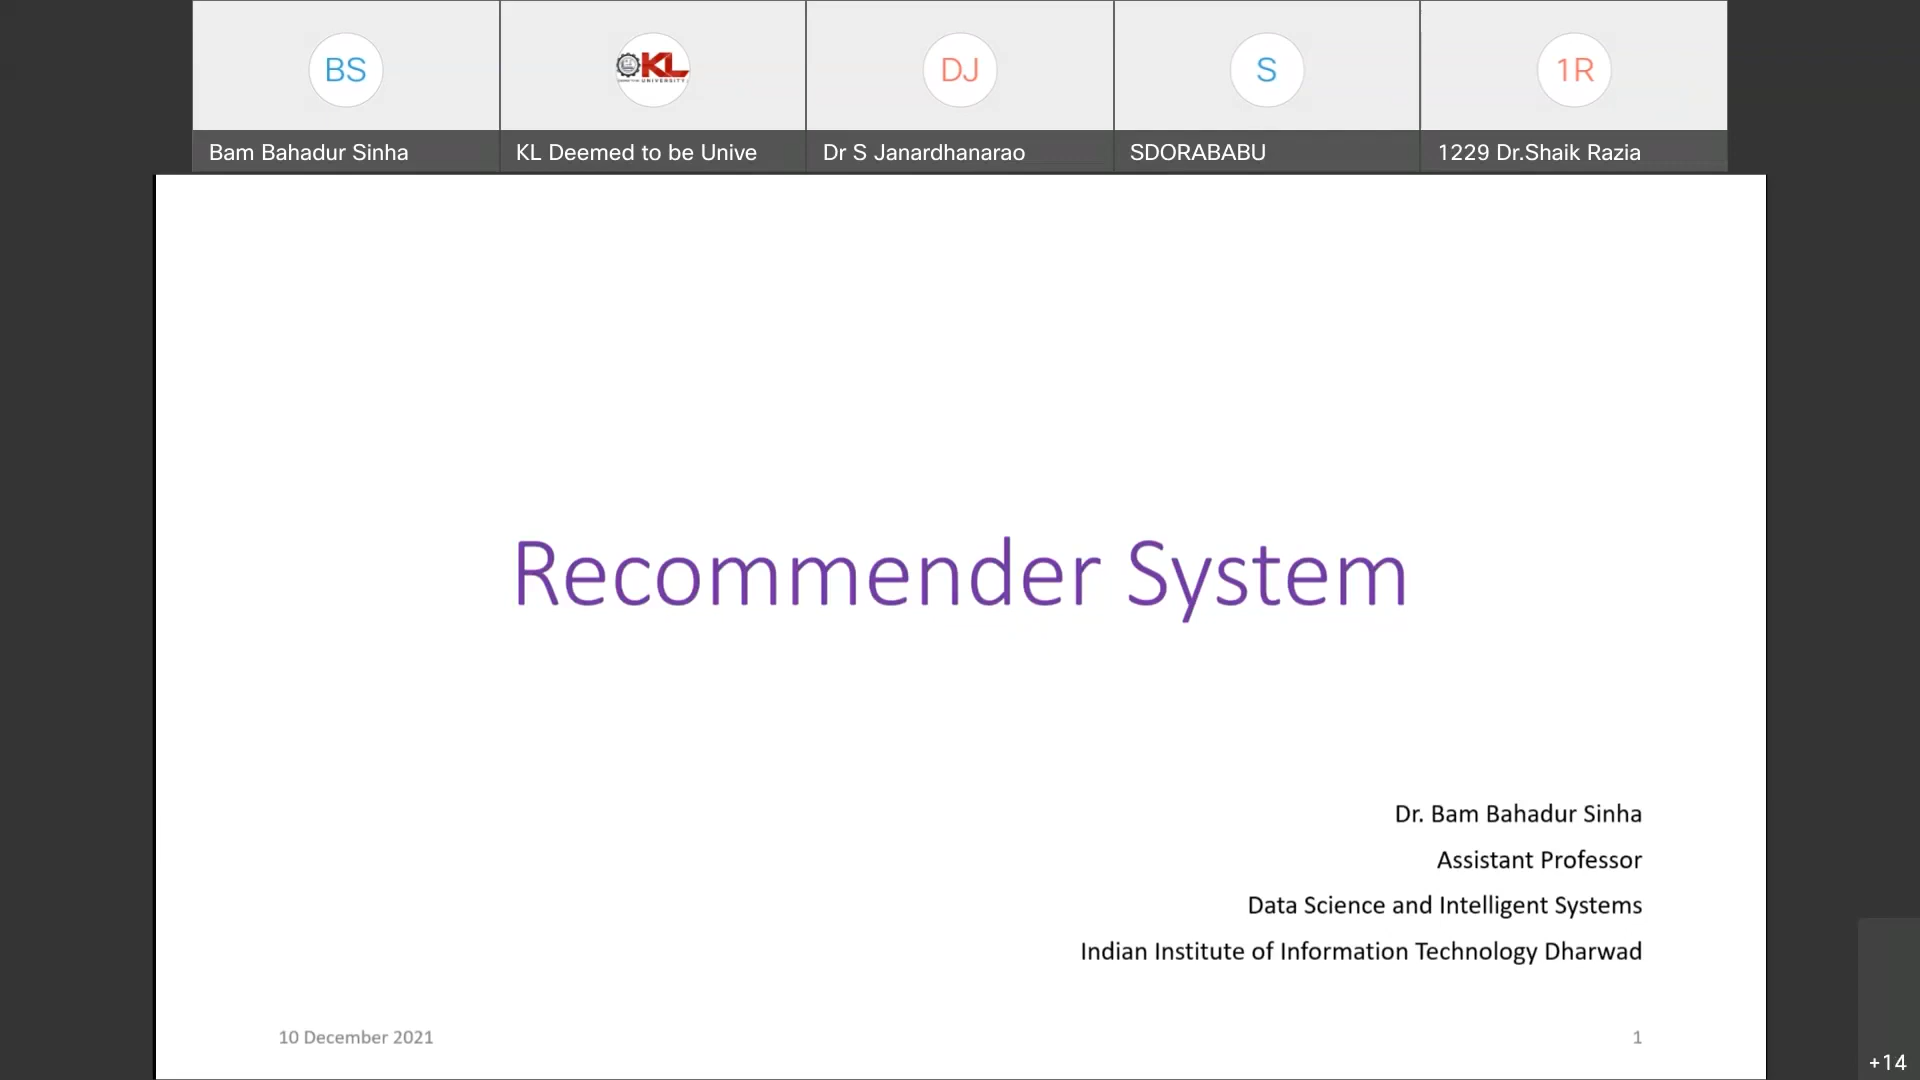 BS
KL
UNIVERSITY
DJ
S
1R
Bam Bahadur Sinha
KL Deemed to be Unive
Dr S Janardhanarao
SDORABABU
1229 Dr.Shaik Razia
Recommender System
Dr. Bam Bahadur Sinha
Assistant Professor
Data Science and Intelligent Systems
Indian Institute of Information Technology Dharwad
10 December 2021
1
+14